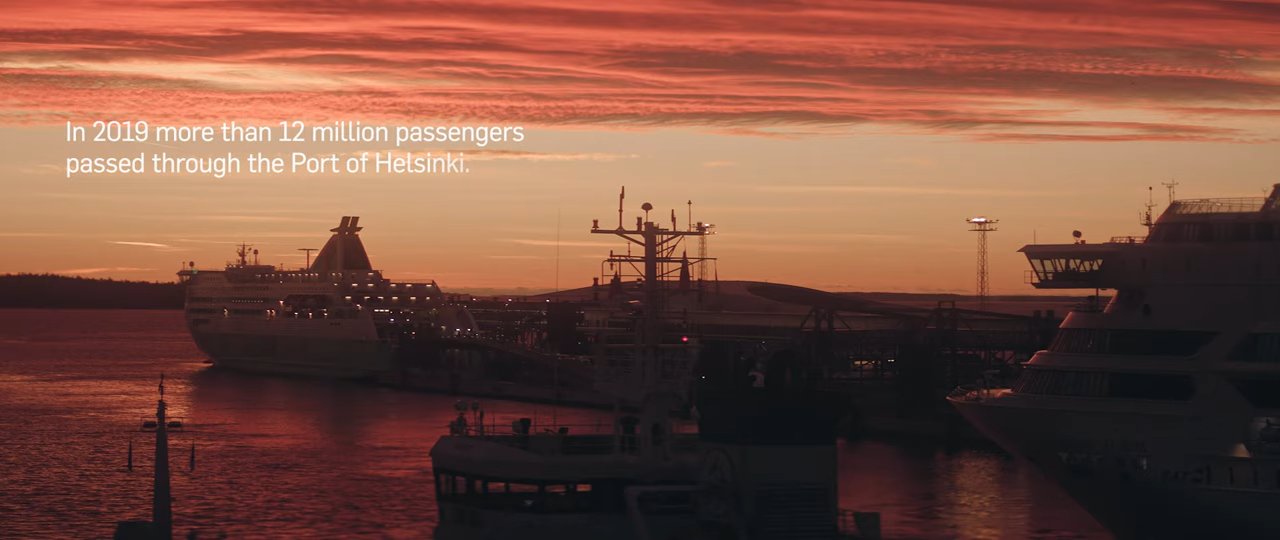 In 2019 more than 12 million passengers
passed through the Port of Helsinki.